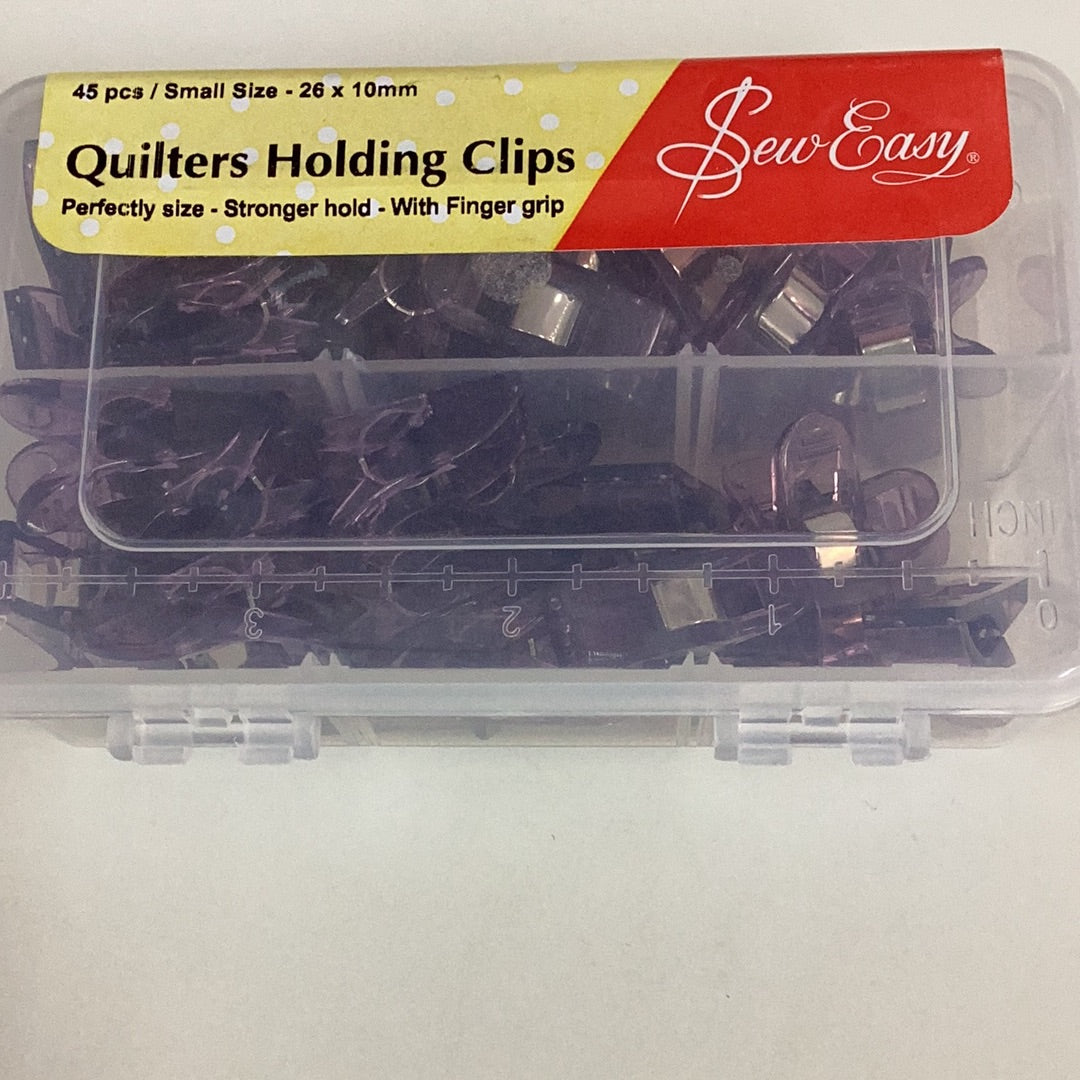 45 pcs / Small Size - 26 x 10mm
Quilters Holding Clips
Perfectly size - Stronger hold - With Finger grip
Sew Easy®
INCH
3 2 1 0